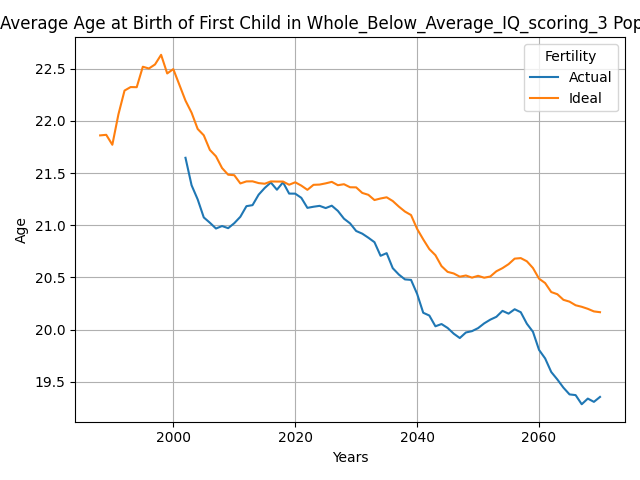 Average Age at Birth of First Child in Whole_Below_Average_IQ_scoring_3 Pop
Fertility
Actual
Ideal
22.5
22.0
21.5
21.0
20.5
20.0
19.5
Age
2000 2020 2040 2060
Years